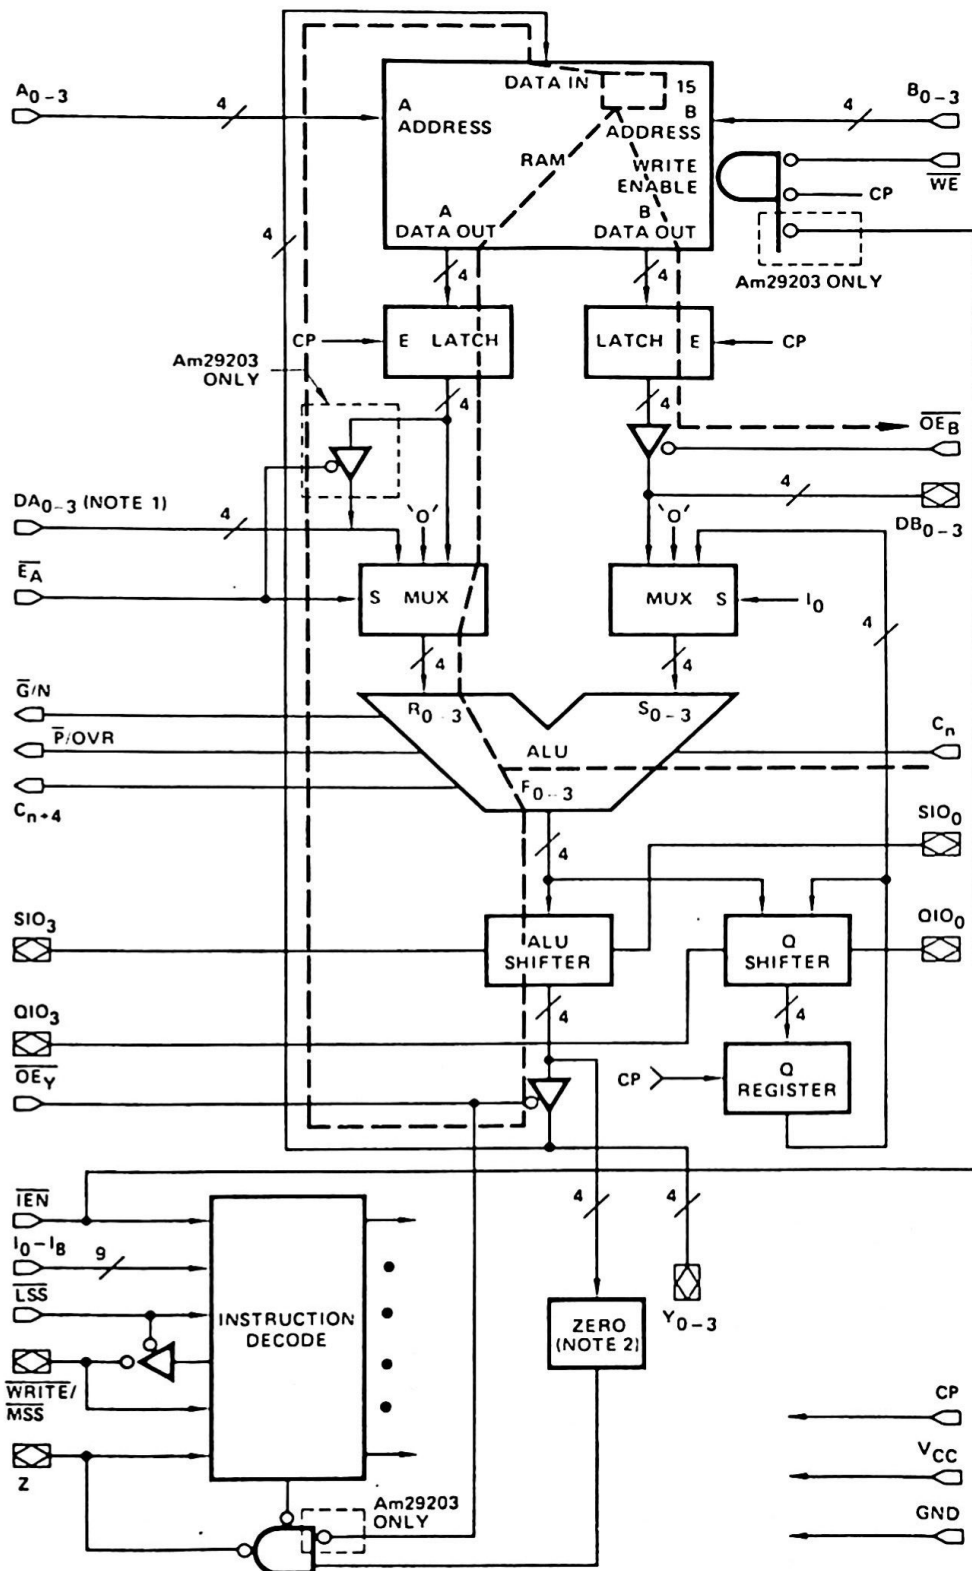 DATA IN
15
A0-3
4
A
ADDRESS
B
ADDRESS
4
B0-3
RAM
WRITE
ENABLE
WE
CP
4
A
DATA OUT
B
DATA OUT
Am29203 ONLY
4
4
CP
E LATCH
LATCH E
CP
Am29203
ONLY
4
4
OEB
DA0-3 (NOTE 1)
4
'0'
'0'
4
DB0-3
EA
S MUX
MUX S
I0
4
4
4
G/N
R0-3
S0-3
P/OVR
ALU
Cn
Cn+4
F0-3
4
SIO0
SIO3
ALU
SHIFTER
Q
SHIFTER
QIO0
QIO3
4
4
OEY
CP
Q
REGISTER
IEN
4
4
I0-I8
9
LSS
INSTRUCTION
DECODE
ZERO
(NOTE 2)
Y0-3
WRITE/
MSS
CP
Z
VCC
Am29203
ONLY
GND